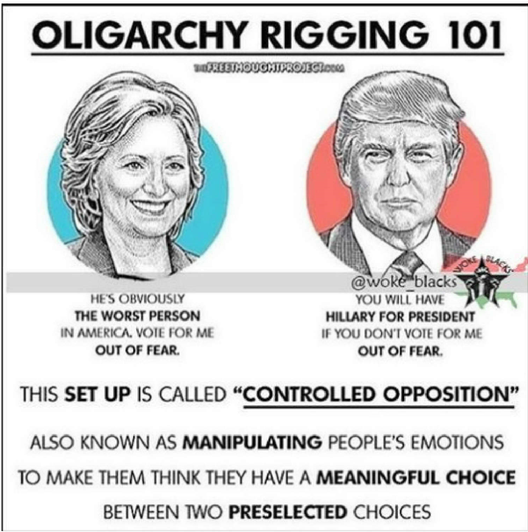 OLIGARCHY RIGGING 101
THEFREETHOUGHTPROJECT.COM
WOKE BLACKS
@woke_blacks
HE'S OBVIOUSLY
THE WORST PERSON
IN AMERICA. VOTE FOR ME
OUT OF FEAR.
YOU WILL HAVE
HILLARY FOR PRESIDENT
IF YOU DON'T VOTE FOR ME
OUT OF FEAR.
THIS SET UP IS CALLED “CONTROLLED OPPOSITION”
ALSO KNOWN AS MANIPULATING PEOPLE'S EMOTIONS
TO MAKE THEM THINK THEY HAVE A MEANINGFUL CHOICE
BETWEEN TWO PRESELECTED CHOICES